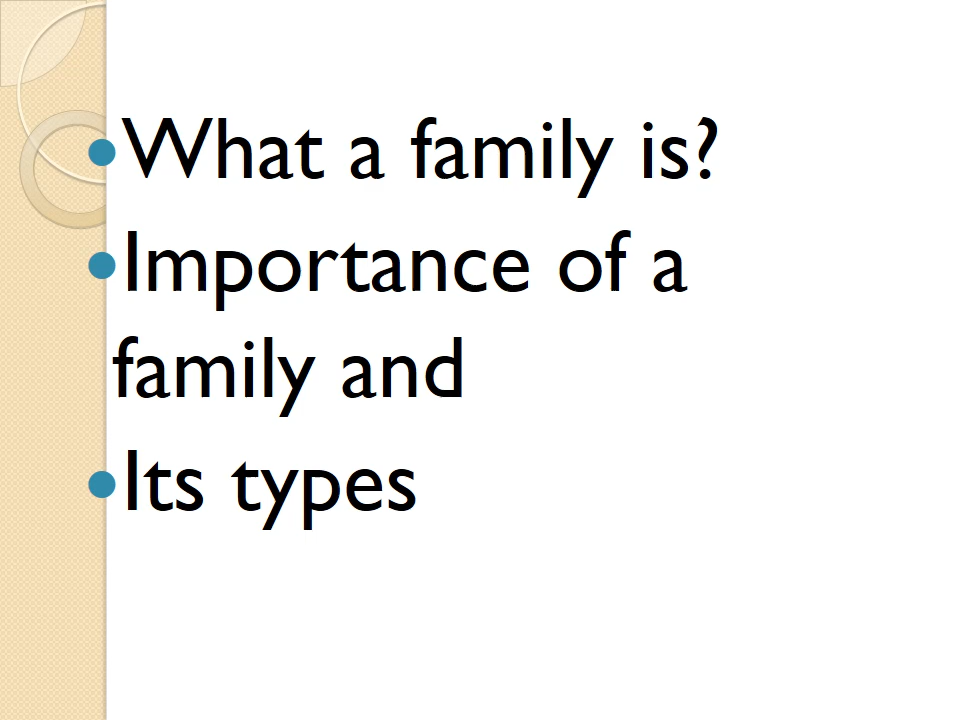 • What a family is?
• Importance of a
family and
• Its types